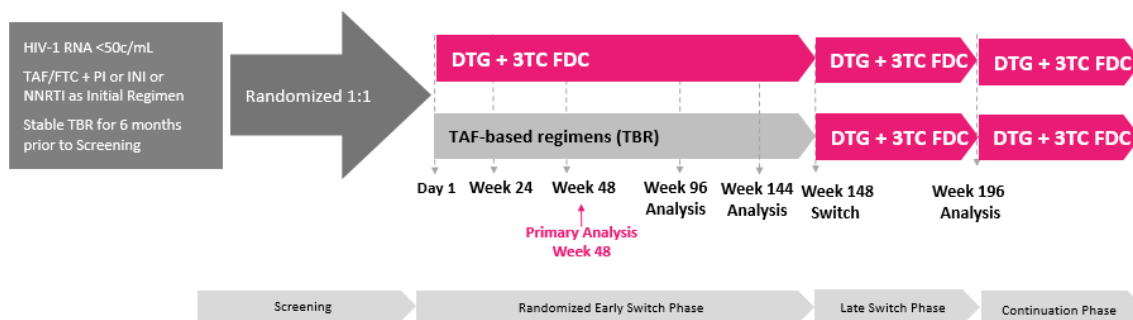 HIV-1 RNA <50c/mL
TAF/FTC + PI or INI or
NNRTI as Initial Regimen
Stable TBR for 6 months
prior to Screening
Randomized 1:1
DTG + 3TC FDC
DTG + 3TC FDC
DTG + 3TC FDC
TAF-based regimens (TBR)
DTG + 3TC FDC
DTG + 3TC FDC
Day 1
Week 24
Week 48
Week 96
Analysis
Week 144
Analysis
Week 148
Switch
Week 196
Analysis
Primary Analysis
Week 48
Screening
Randomized Early Switch Phase
Late Switch Phase
Continuation Phase